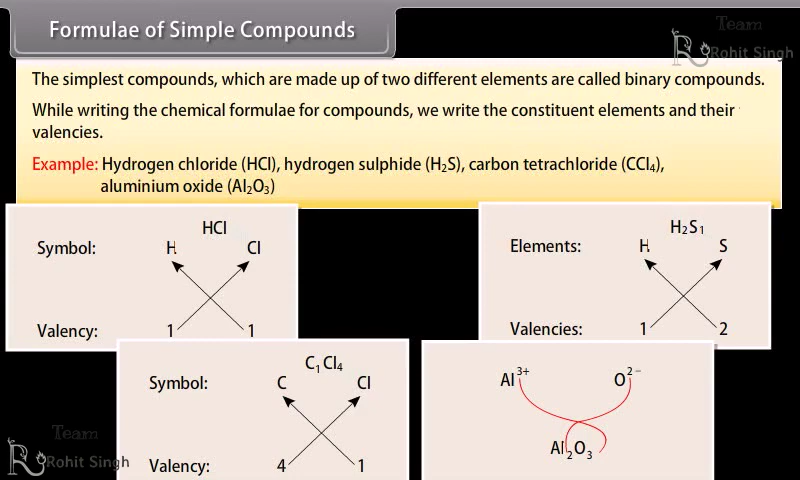 Formulae of Simple Compounds
Team
Rohit Singh
The simplest compounds, which are made up of two different elements are called binary compounds.
While writing the chemical formulae for compounds, we write the constituent elements and their
valencies.
Example: Hydrogen chloride (HCl), hydrogen sulphide (H₂S), carbon tetrachloride (CCl₄),
aluminium oxide (Al₂O₃)
HCl
Symbol: H Cl
Valency: 1 1
H₂S₁
Elements: H S
Valencies: 1 2
C₁Cl₄
Symbol: C Cl
Valency: 4 1
Al³⁺ O²⁻
Al₂O₃
Team
Rohit Singh